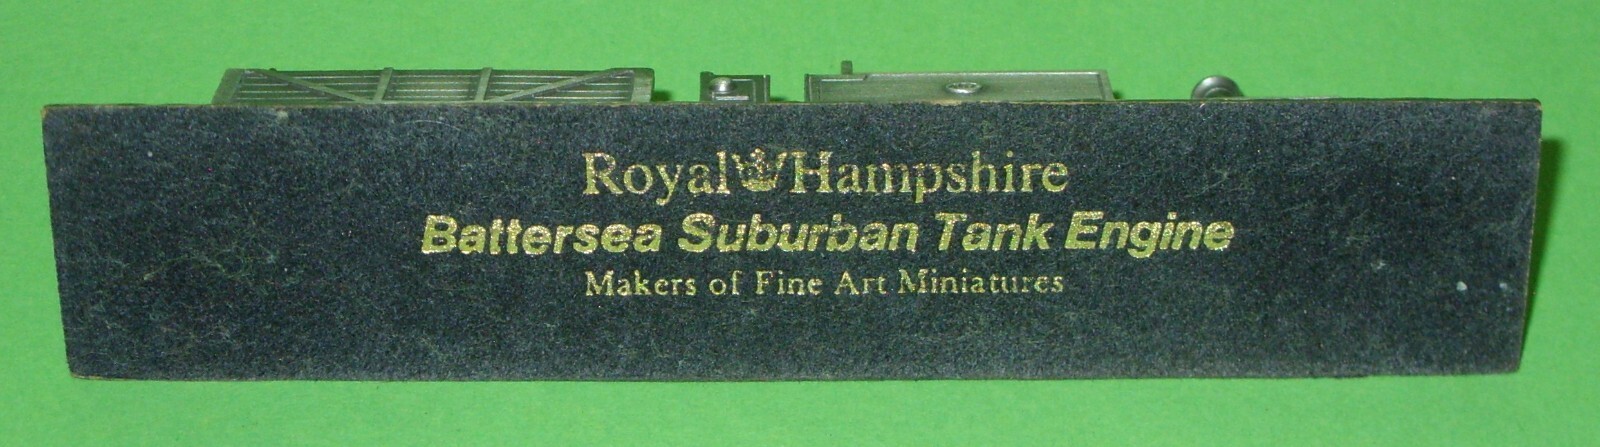 Royal Hampshire
Battersea Suburban Tank Engine
Makers of Fine Art Miniatures